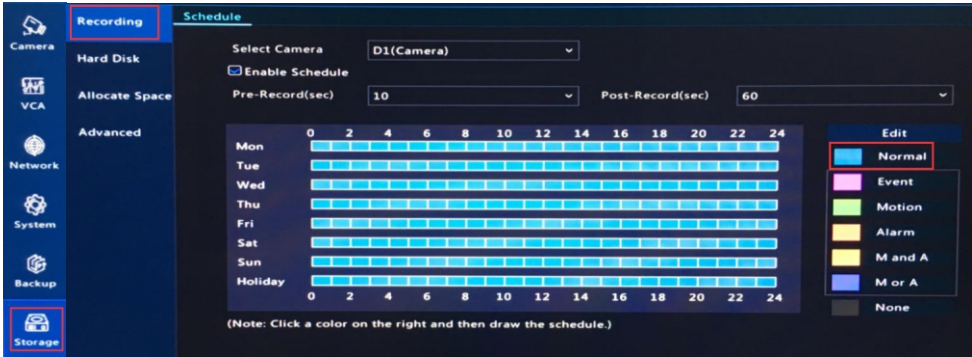 Camera
VCA
Network
System
Backup
Storage
Recording
Hard Disk
Allocate Space
Advanced
Schedule
Select Camera D1(Camera)
Enable Schedule
Pre-Record(sec) 10 Post-Record(sec) 60
0 2 4 6 8 10 12 14 16 18 20 22 24
Mon
Tue
Wed
Thu
Fri
Sat
Sun
Holiday
0 2 4 6 8 10 12 14 16 18 20 22 24
(Note: Click a color on the right and then draw the schedule.)
Edit
Normal
Event
Motion
Alarm
M and A
M or A
None